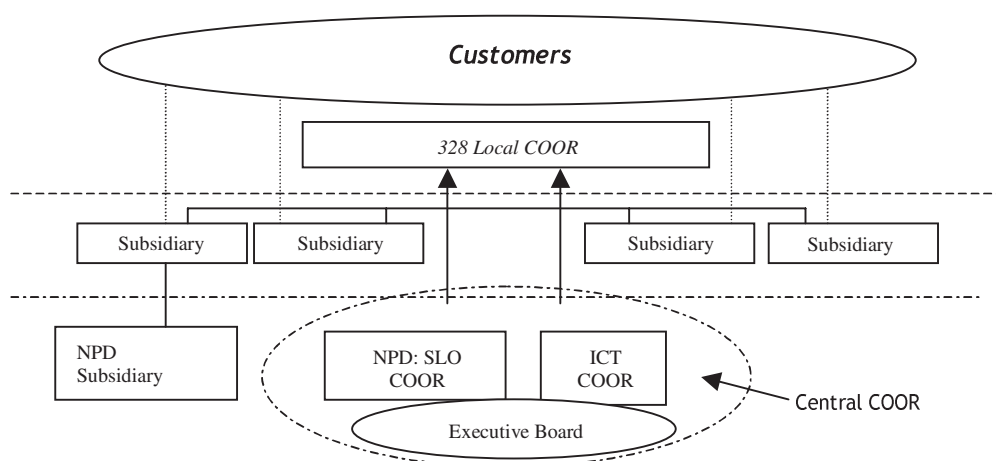 Customers
328 Local COOR
Subsidiary
Subsidiary
Subsidiary
Subsidiary
NPD
Subsidiary
NPD: SLO
COOR
ICT
COOR
Central COOR
Executive Board